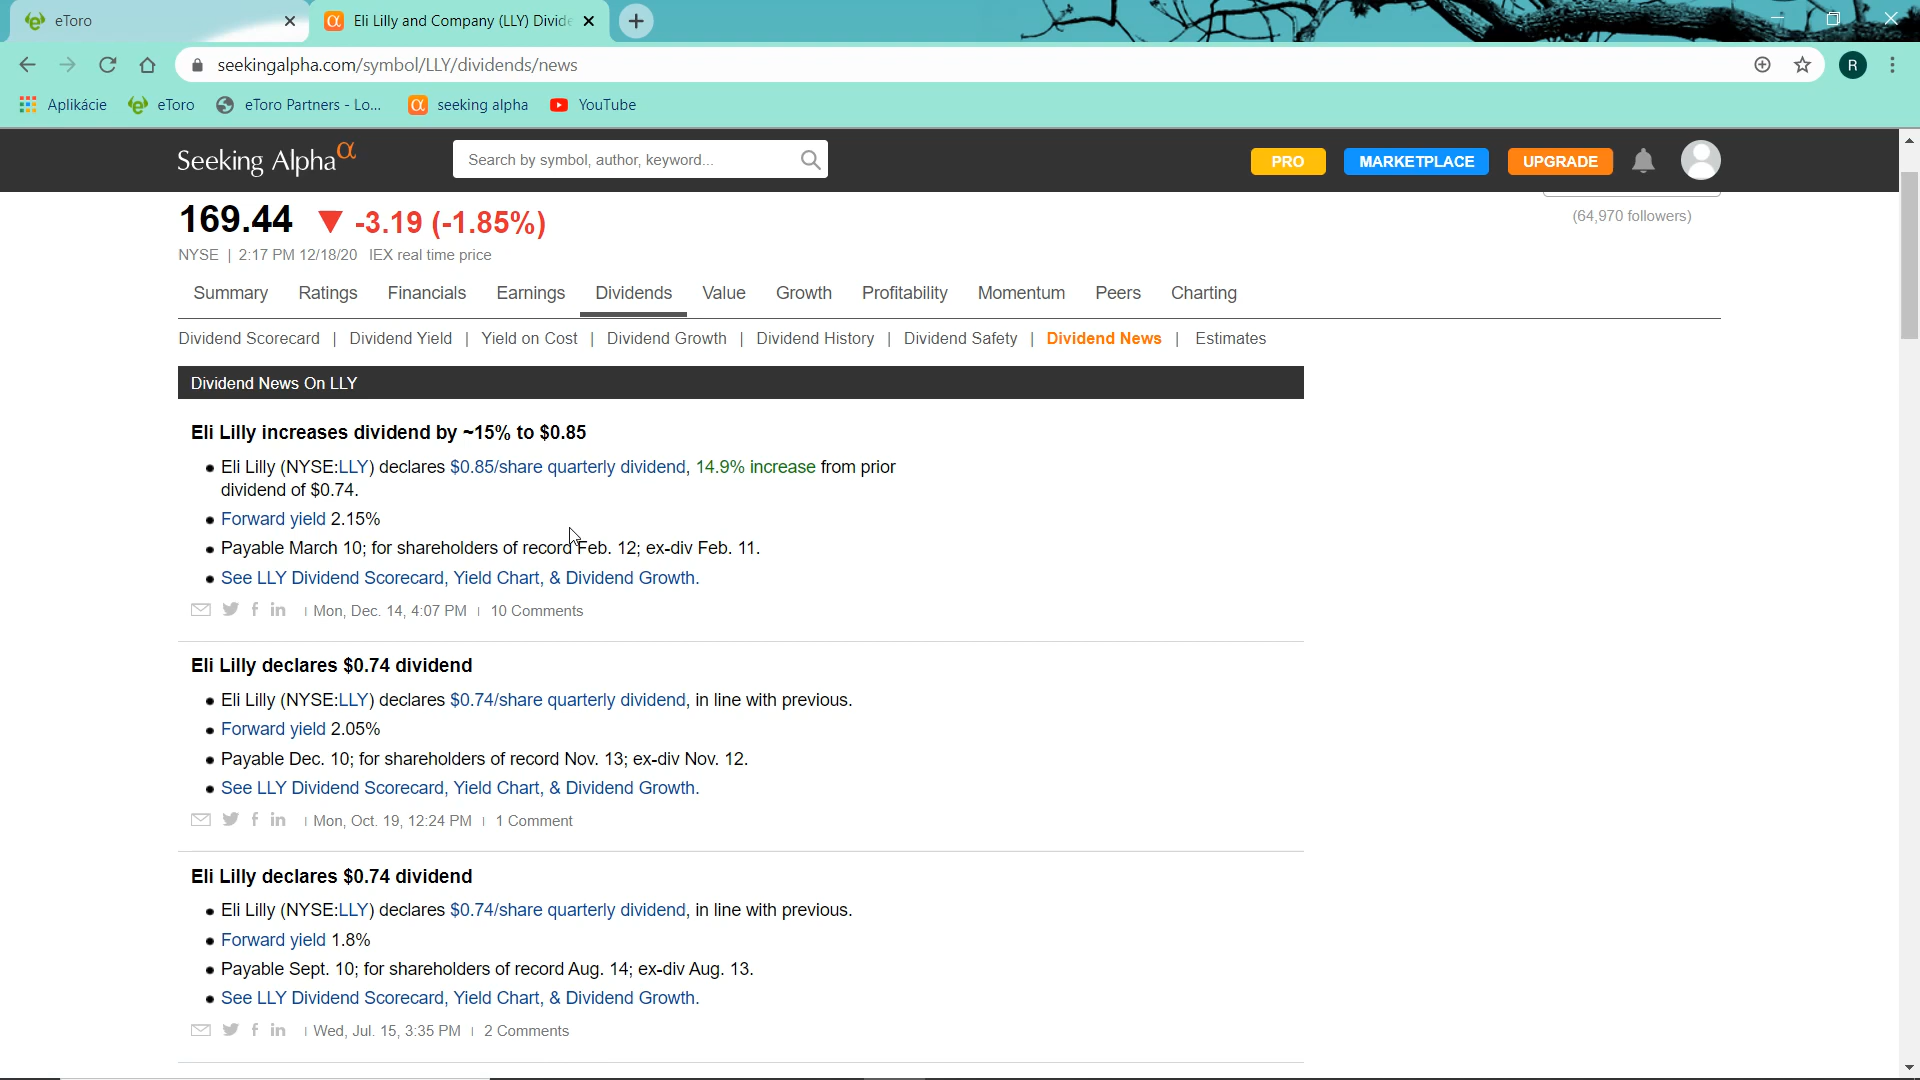 eToro
Eli Lilly and Company (LLY) Divide
seekingalpha.com/symbol/LLY/dividends/news
R
Aplikácie eToro eToro Partners - Lo... seeking alpha YouTube
Seeking Alpha α
Search by symbol, author, keyword...
PRO MARKETPLACE UPGRADE
169.44 ▼ -3.19 (-1.85%)
(64,970 followers)
NYSE | 2:17 PM 12/18/20 IEX real time price
Summary Ratings Financials Earnings Dividends Value Growth Profitability Momentum Peers Charting
Dividend Scorecard | Dividend Yield | Yield on Cost | Dividend Growth | Dividend History | Dividend Safety | Dividend News | Estimates
Dividend News On LLY
Eli Lilly increases dividend by ~15% to $0.85
• Eli Lilly (NYSE:LLY) declares $0.85/share quarterly dividend, 14.9% increase from prior
dividend of $0.74.
• Forward yield 2.15%
• Payable March 10; for shareholders of record Feb. 12; ex-div Feb. 11.
• See LLY Dividend Scorecard, Yield Chart, & Dividend Growth.
| Mon, Dec. 14, 4:07 PM | 10 Comments
Eli Lilly declares $0.74 dividend
• Eli Lilly (NYSE:LLY) declares $0.74/share quarterly dividend, in line with previous.
• Forward yield 2.05%
• Payable Dec. 10; for shareholders of record Nov. 13; ex-div Nov. 12.
• See LLY Dividend Scorecard, Yield Chart, & Dividend Growth.
| Mon, Oct. 19, 12:24 PM | 1 Comment
Eli Lilly declares $0.74 dividend
• Eli Lilly (NYSE:LLY) declares $0.74/share quarterly dividend, in line with previous.
• Forward yield 1.8%
• Payable Sept. 10; for shareholders of record Aug. 14; ex-div Aug. 13.
• See LLY Dividend Scorecard, Yield Chart, & Dividend Growth.
| Wed, Jul. 15, 3:35 PM | 2 Comments